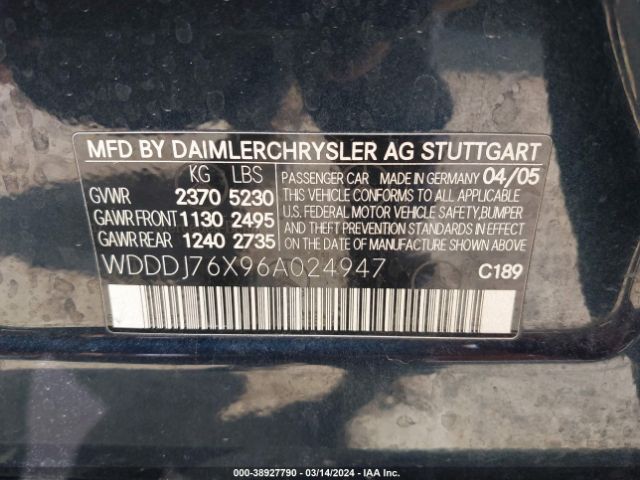 MFD BY DAIMLERCHRYSLER AG STUTTGART
KG LBS
GVWR 2370 5230
GAWR FRONT 1130 2495
GAWR REAR 1240 2735
PASSENGER CAR MADE IN GERMANY 04/05
THIS VEHICLE CONFORMS TO ALL APPLICABLE
U.S. FEDERAL MOTOR VEHICLE SAFETY, BUMPER
AND THEFT PREVENTION STANDARDS
IN EFFECT ON THE DATE OF
MANUFACTURE SHOWN ABOVE
WDDDJ76X96A024947
C189
000-38927790 - 03/14/2024 - IAA Inc.